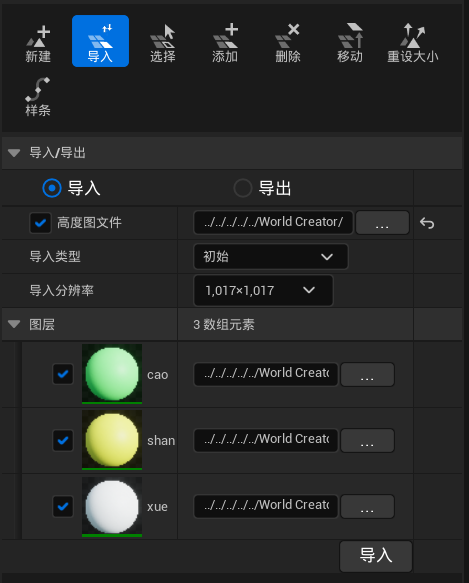 新建 导入 选择 添加 删除 移动 重设大小
样条
导入/导出
导入 导出
高度图文件 ../../../../../World Creator/ ...
导入类型 初始
导入分辨率 1,017×1,017
图层 3 数组元素
cao ../../../../../World Creatc ...
shan ../../../../../World Creatc ...
xue ../../../../../World Creatc ...
导入